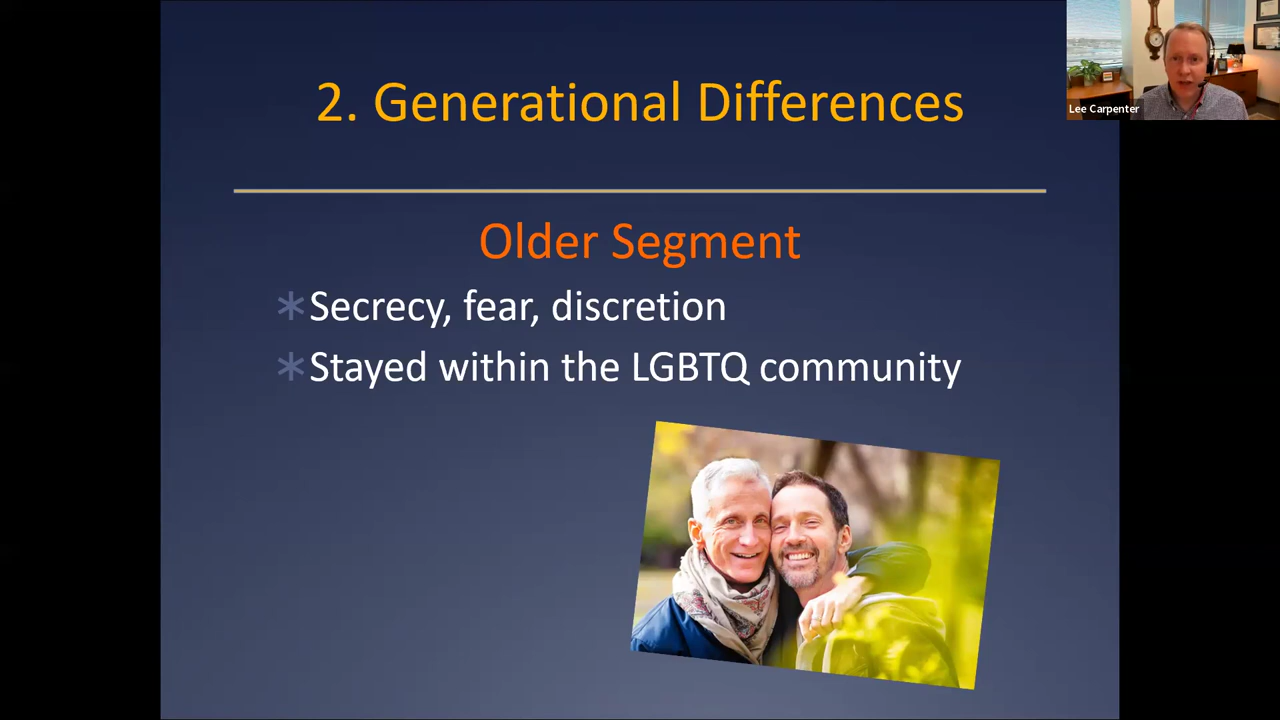 2. Generational Differences
Older Segment
Secrecy, fear, discretion
Stayed within the LGBTQ community
Lee Carpenter